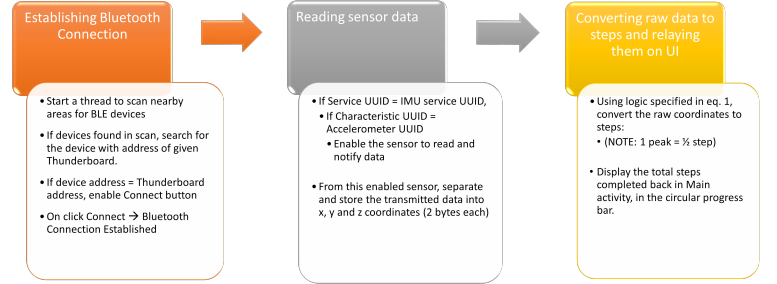 Establishing Bluetooth
Connection
• Start a thread to scan nearby
areas for BLE devices
• If devices found in scan, search for
the device with address of given
Thunderboard.
• If device address = Thunderboard
address, enable Connect button
• On click Connect → Bluetooth
Connection Established
Reading sensor data
• If Service UUID = IMU service UUID,
• If Characteristic UUID =
Accelerometer UUID
• Enable the sensor to read and
notify data
• From this enabled sensor, separate
and store the transmitted data into
x, y and z coordinates (2 bytes each)
Converting raw data to
steps and relaying
them on UI
• Using logic specified in eq. 1,
convert the raw coordinates to
steps:
• (NOTE: 1 peak = ½ step)
• Display the total steps
completed back in Main
activity, in the circular progress
bar.